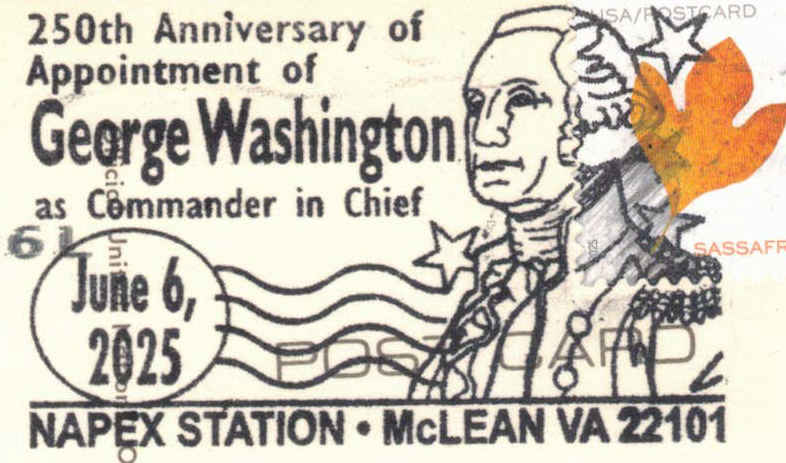 250th Anniversary of
USA/POSTCARD
Appointment of
George Washington
as Commander in Chief
61
SASSAFR
June 6,
2025
POSTCARD
NAPEX STATION • McLEAN VA 22101